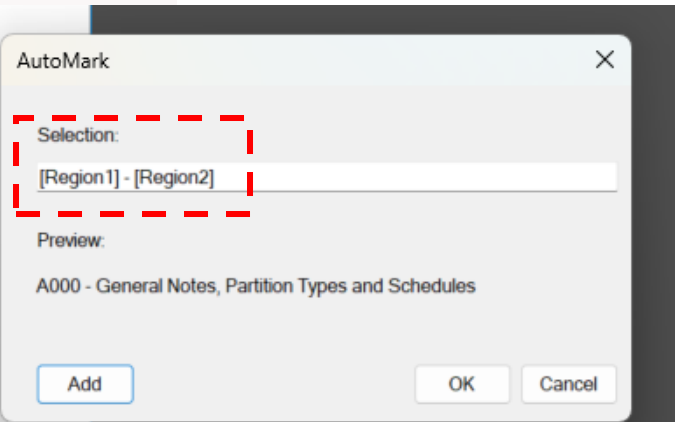 AutoMark
Selection:
[Region1] - [Region2]
Preview:
A000 - General Notes, Partition Types and Schedules
Add OK Cancel